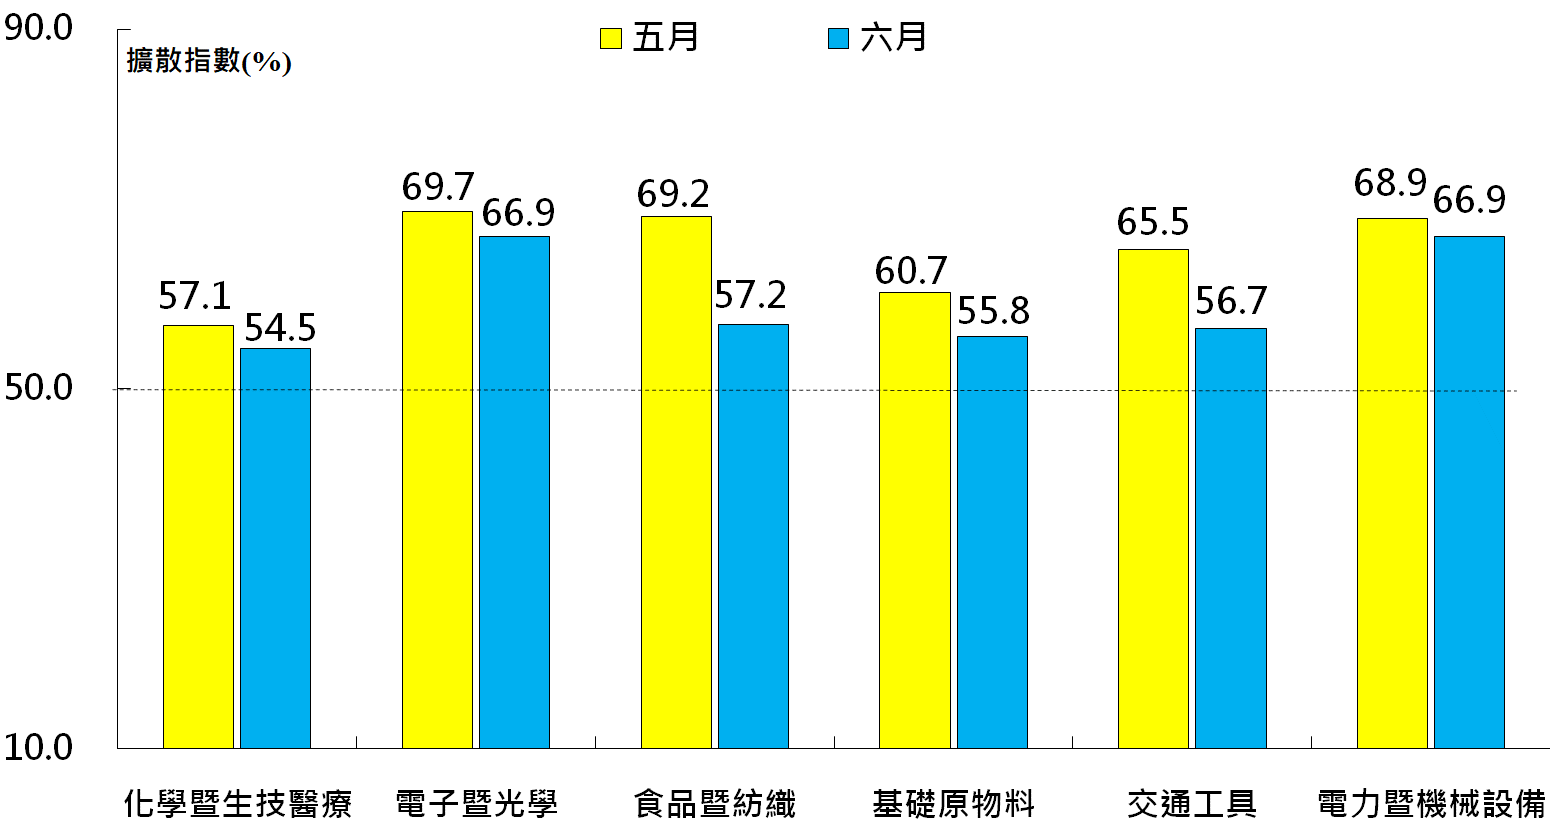 90.0
擴散指數(%)
五月
六月
69.7
66.9
69.2
57.2
68.9
66.9
65.5
56.7
60.7
55.8
57.1
54.5
50.0
10.0
化學暨生技醫療
電子暨光學
食品暨紡織
基礎原物料
交通工具
電力暨機械設備